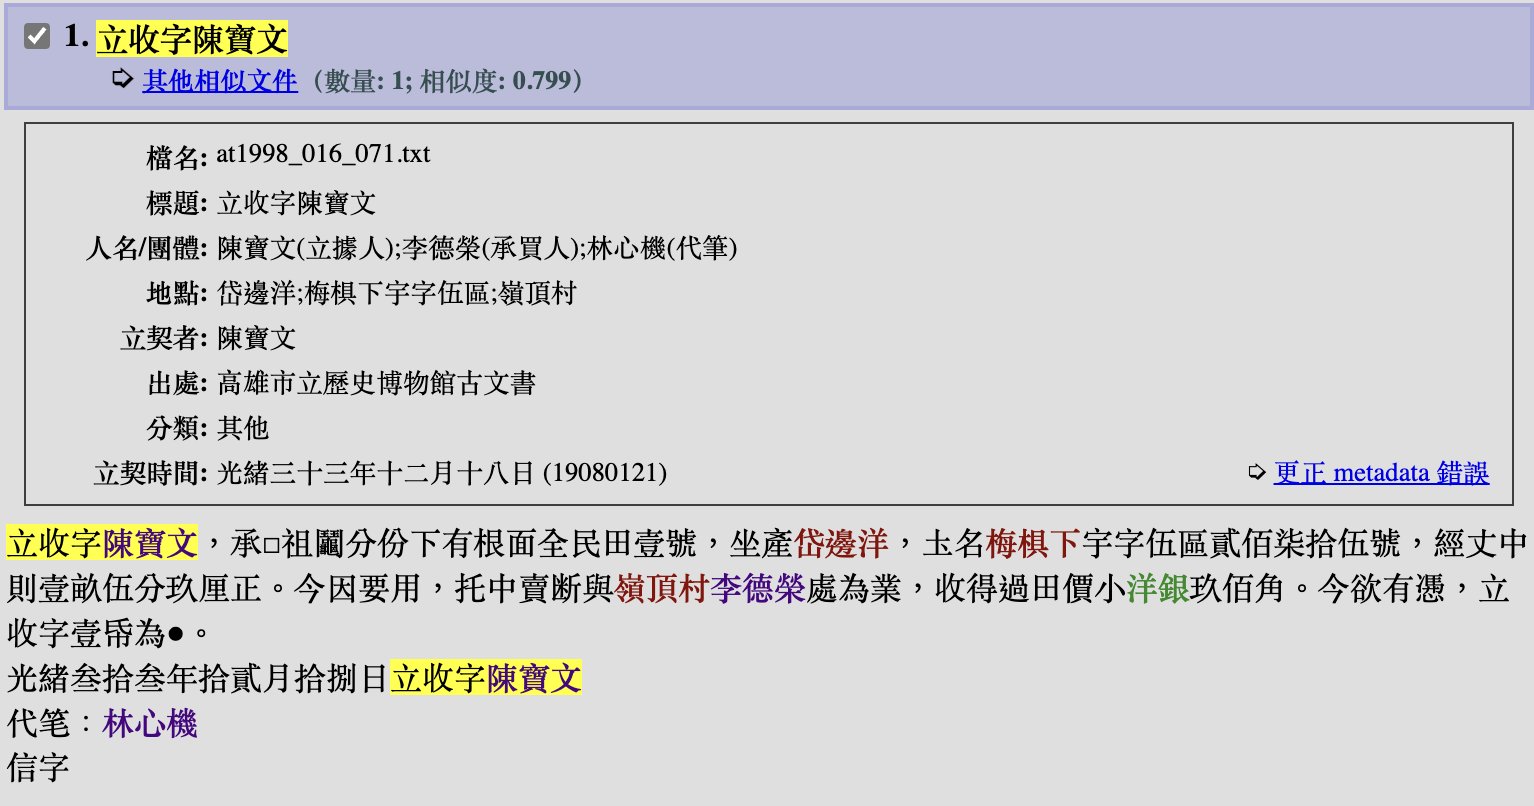 1. 立收字陳寶文
➩ 其他相似文件 (數量: 1; 相似度: 0.799)
檔名: at1998_016_071.txt
標題: 立收字陳寶文
人名/團體: 陳寶文(立據人);李德榮(承買人);林心機(代筆)
地點: 岱邊洋;梅棋下宇字伍區;嶺頂村
立契者: 陳寶文
出處: 高雄市立歷史博物館古文書
分類: 其他
立契時間: 光緒三十三年十二月十八日 (19080121)
➩ 更正 metadata 錯誤
立收字陳寶文，承□祖鬮分份下有根面全民田壹號，坐產岱邊洋，圡名梅棋下宇字伍區貳佰柒拾伍號，經丈中
則壹畝伍分玖厘正。今因要用，托中賣断與嶺頂村李德榮處為業，收得過田價小洋銀玖佰角。今欲有憑，立
收字壹帋為●。
光緒叁拾叁年拾貳月拾捌日立收字陳寶文
代笔：林心機
信字